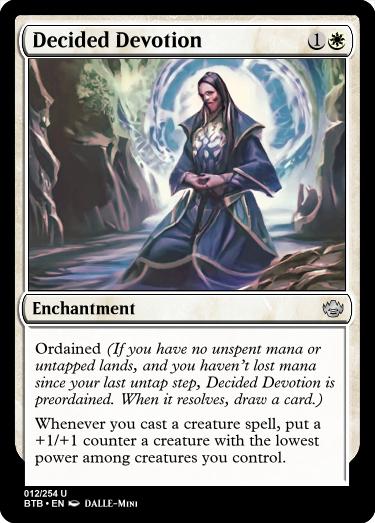 Decided Devotion 1
Enchantment
Ordained (If you have no unspent mana or
untapped lands, and you haven't lost mana
since your last untap step, Decided Devotion is
preordained. When it resolves, draw a card.)
Whenever you cast a creature spell, put a
+1/+1 counter a creature with the lowest
power among creatures you control.
012/254 U
BTB • EN DALLE-Mini